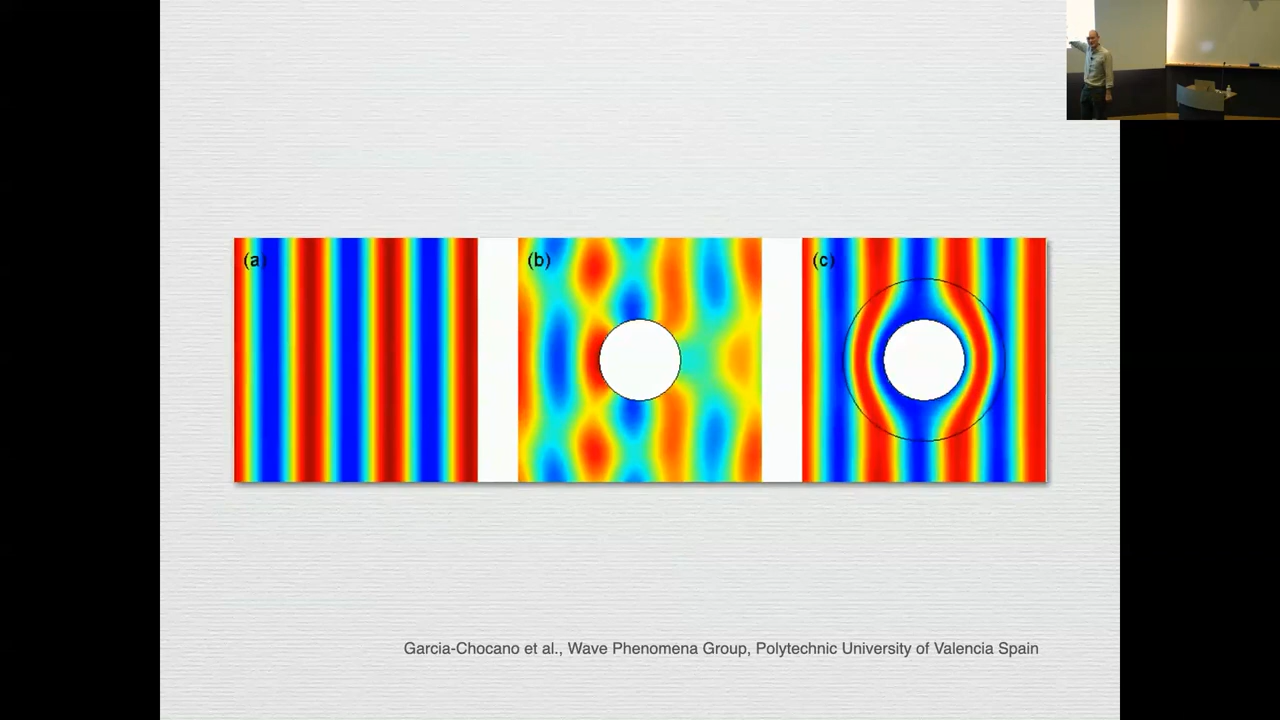 (a)
(b)
(c)
Garcia-Chocano et al., Wave Phenomena Group, Polytechnic University of Valencia Spain